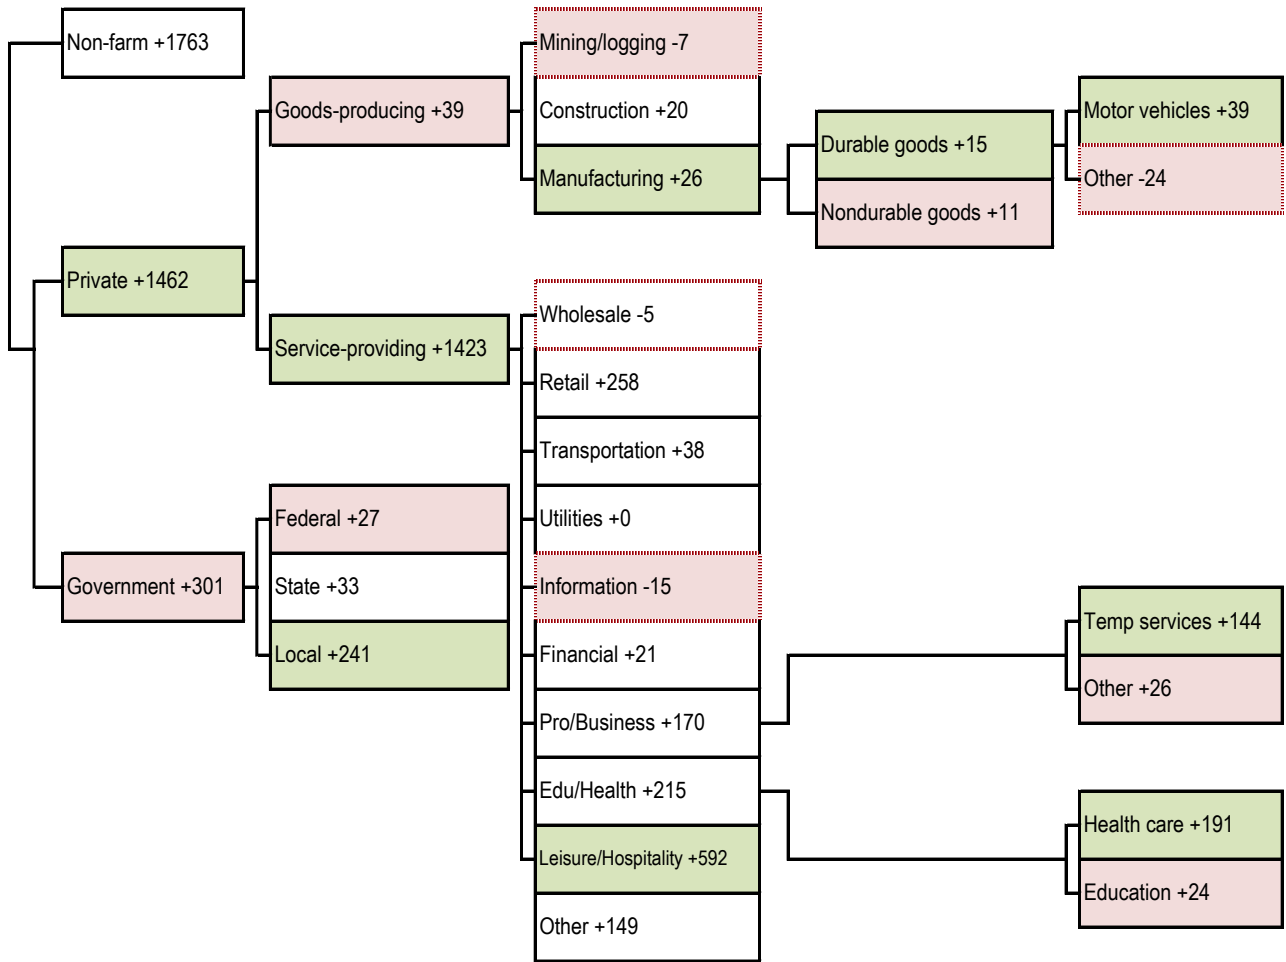 Non-farm +1763
Mining/logging -7
Goods-producing +39
Construction +20
Motor vehicles +39
Durable goods +15
Manufacturing +26
Other -24
Nondurable goods +11
Private +1462
Wholesale -5
Service-providing +1423
Retail +258
Transportation +38
Federal +27
Utilities +0
Government +301
State +33
Information -15
Temp services +144
Local +241
Financial +21
Other +26
Pro/Business +170
Edu/Health +215
Health care +191
Leisure/Hospitality +592
Education +24
Other +149